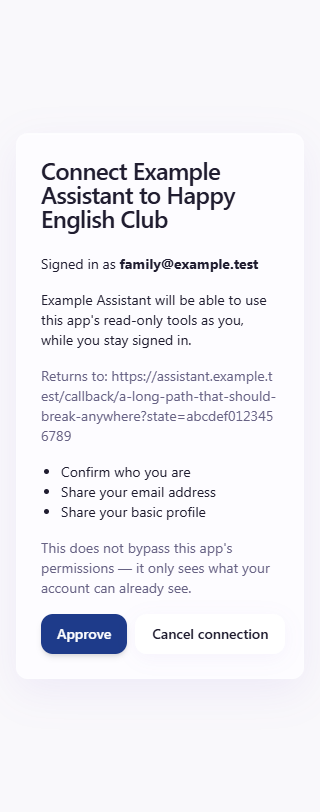 Connect Example
Assistant to Happy
English Club
Signed in as family@example.test
Example Assistant will be able to use
this app's read-only tools as you,
while you stay signed in.
Returns to: https://assistant.example.t
est/callback/a-long-path-that-should-
break-anywhere?state=abcdef012345
6789
• Confirm who you are
• Share your email address
• Share your basic profile
This does not bypass this app's
permissions — it only sees what your
account can already see.
Approve
Cancel connection